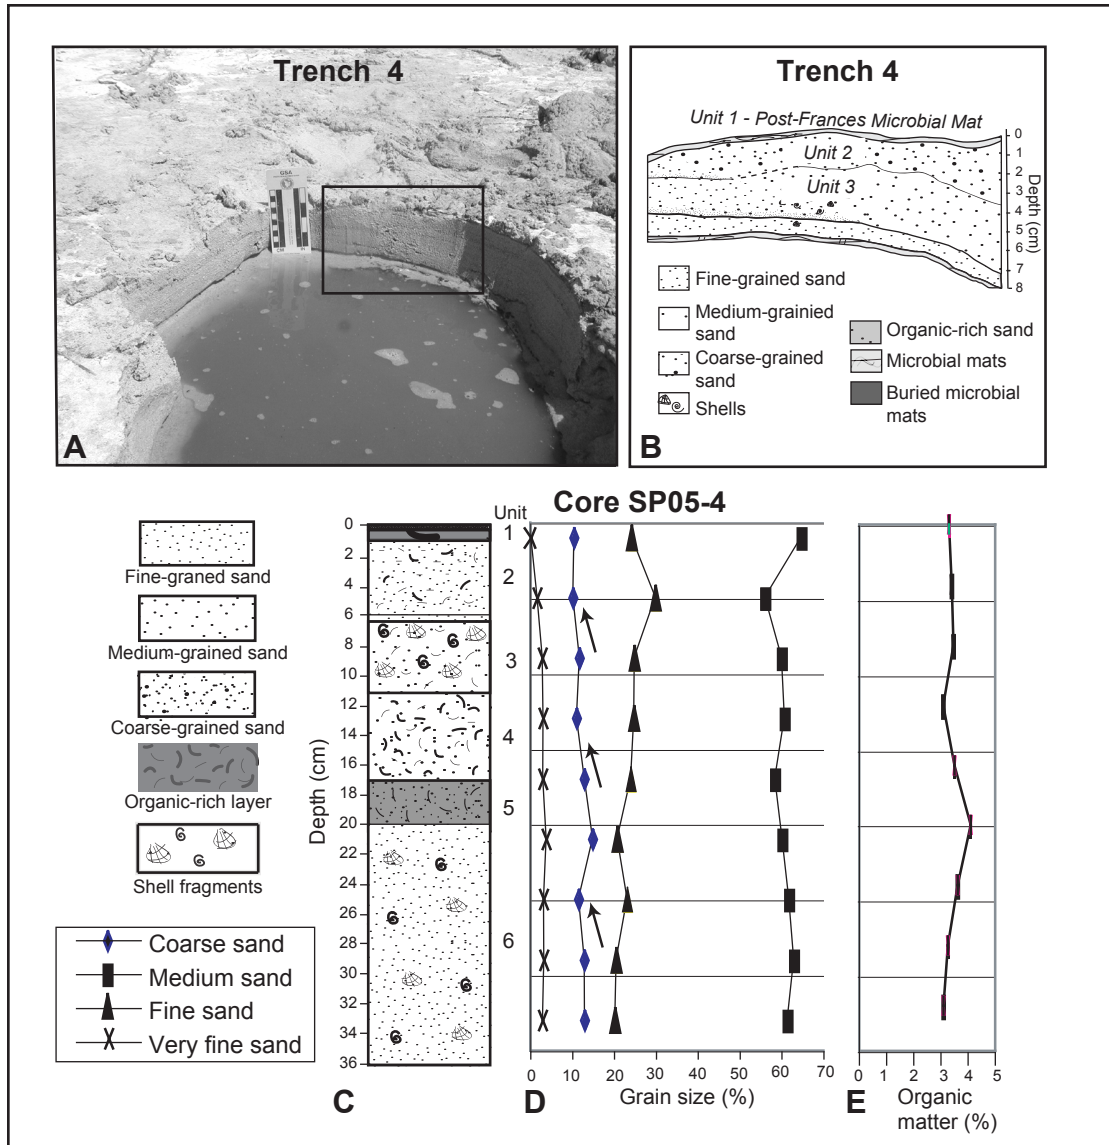 Trench 4
GSA
CM
IN
A
Trench 4
Unit 1 - Post-Frances Microbial Mat
Unit 2
Unit 3
0
1
2
3
4
5
6
7
8
Depth (cm)
Fine-grained sand
Medium-grainied
sand
Coarse-grained
sand
Shells
Organic-rich sand
Microbial mats
Buried microbial
mats
B
Core SP05-4
Fine-graned sand
Medium-grained sand
Coarse-grained sand
Organic-rich layer
Shell fragments
Coarse sand
Medium sand
Fine sand
Very fine sand
Depth (cm)
0
2
4
6
8
10
12
14
16
18
20
22
24
26
28
30
32
34
36
C
Unit
1
2
3
4
5
6
0 10 20 30 40 50 60 70
D
Grain size (%)
0 1 2 3 4 5
E
Organic
matter (%)